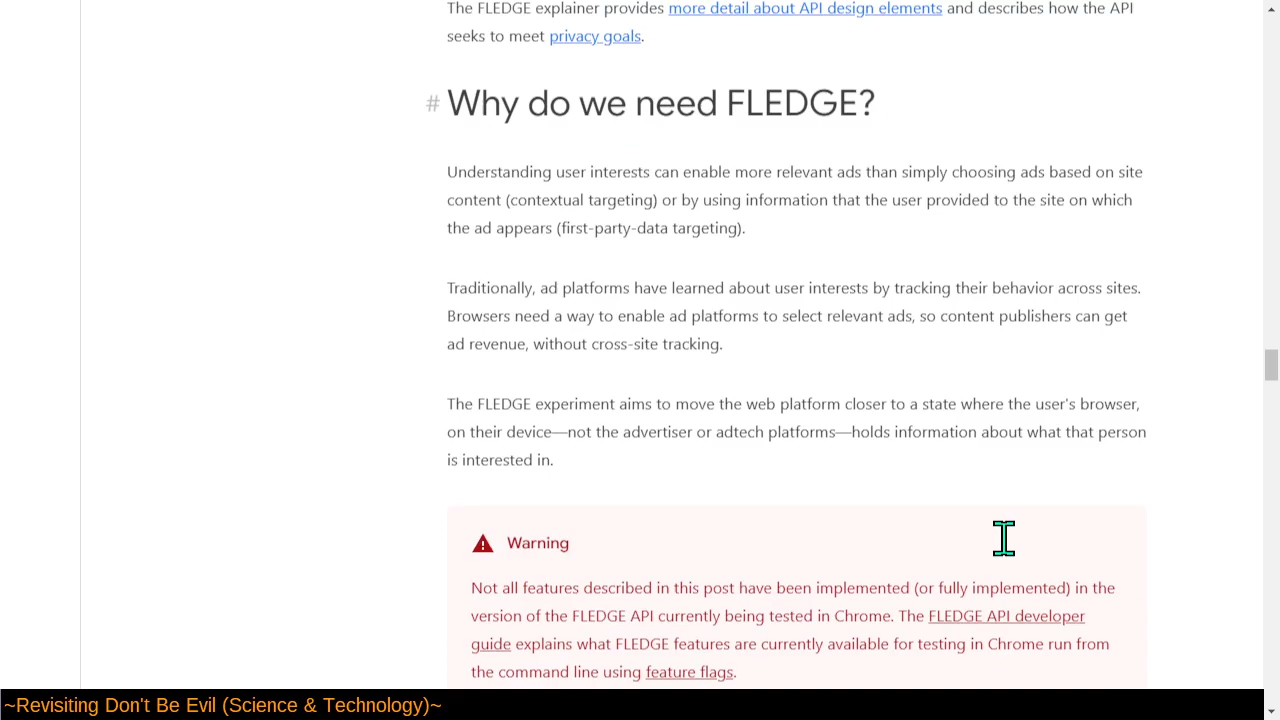 The FLEDGE explainer provides more detail about API design elements and describes how the API
seeks to meet privacy goals.
# Why do we need FLEDGE?
Understanding user interests can enable more relevant ads than simply choosing ads based on site
content (contextual targeting) or by using information that the user provided to the site on which
the ad appears (first-party-data targeting).
Traditionally, ad platforms have learned about user interests by tracking their behavior across sites.
Browsers need a way to enable ad platforms to select relevant ads, so content publishers can get
ad revenue, without cross-site tracking.
The FLEDGE experiment aims to move the web platform closer to a state where the user's browser,
on their device—not the advertiser or adtech platforms—holds information about what that person
is interested in.
Warning
Not all features described in this post have been implemented (or fully implemented) in the
version of the FLEDGE API currently being tested in Chrome. The FLEDGE API developer
guide explains what FLEDGE features are currently available for testing in Chrome run from
the command line using feature flags.
~Revisiting Don't Be Evil (Science & Technology)~